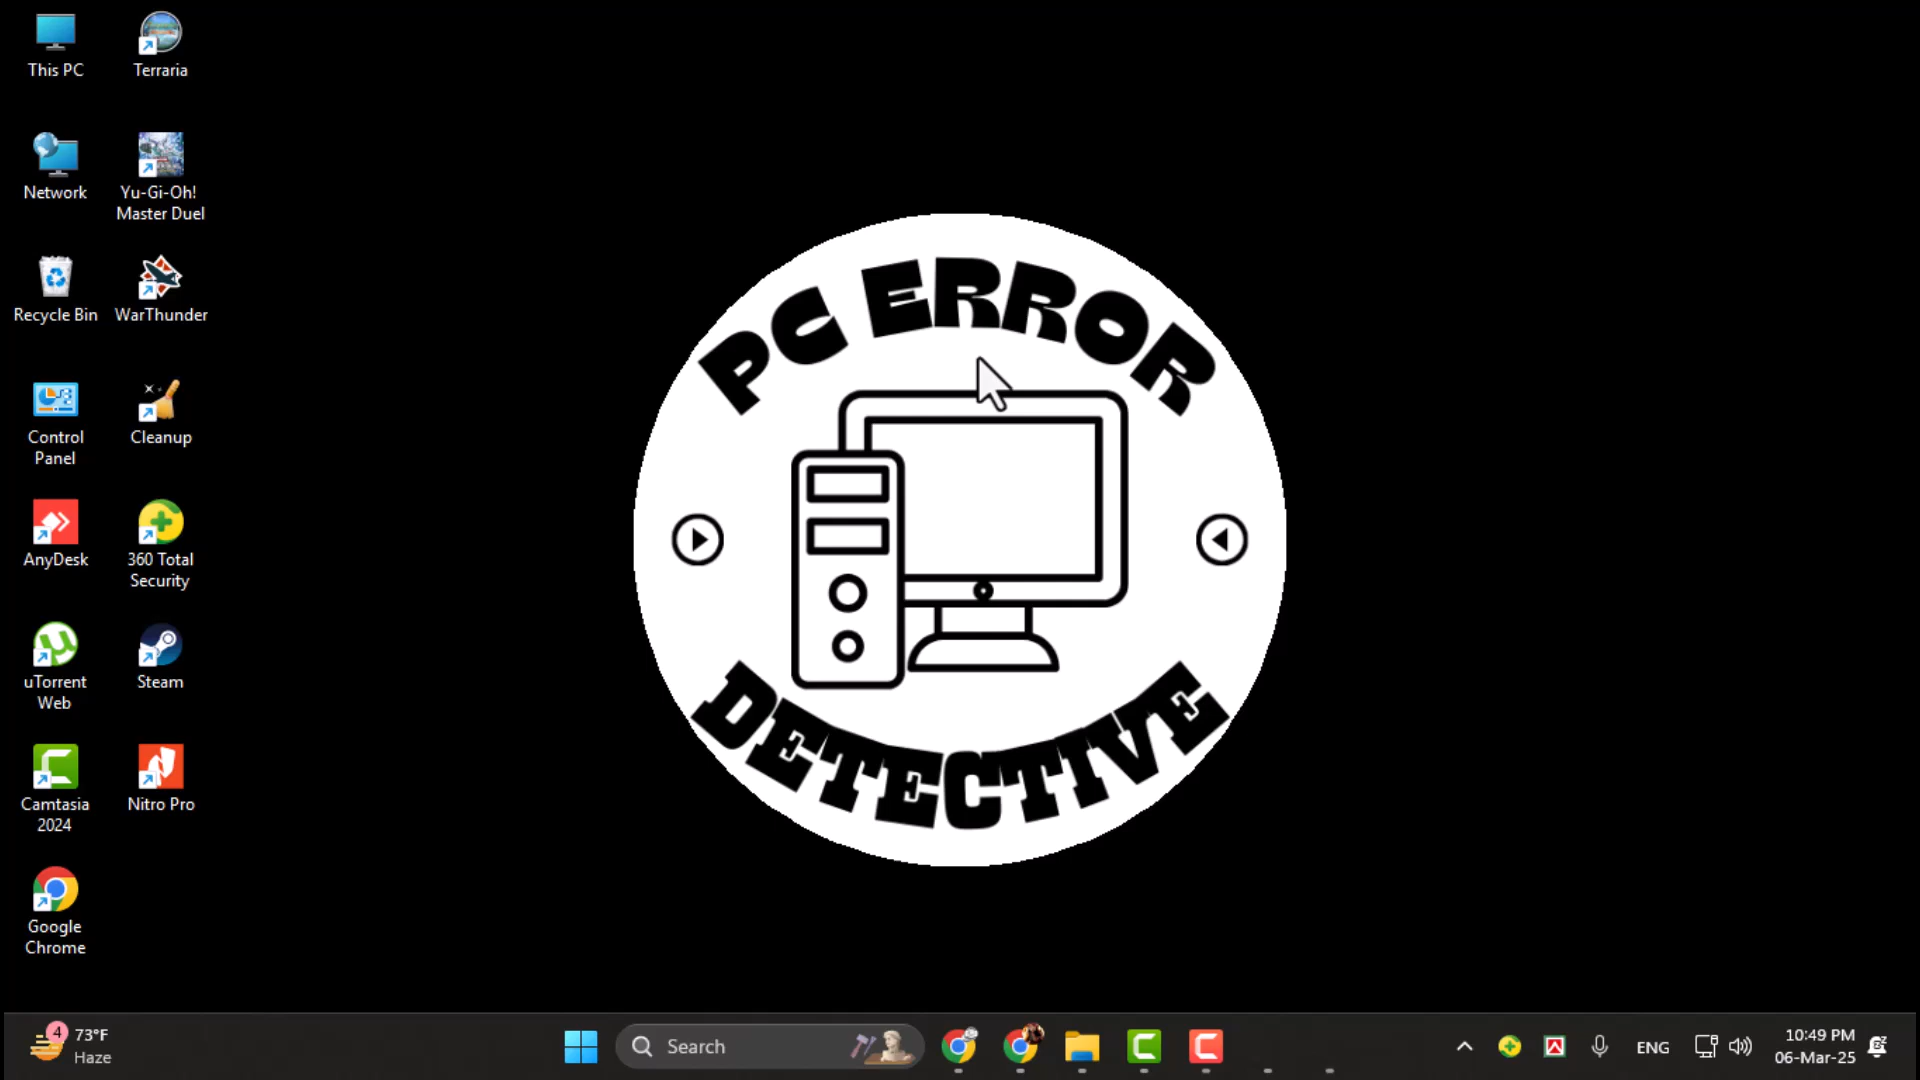 This PC
Terraria
Network
Yu-Gi-Oh!
Master Duel
Recycle Bin
WarThunder
Control
Panel
Cleanup
AnyDesk
360 Total
Security
uTorrent
Web
Steam
Camtasia
2024
Nitro Pro
Google
Chrome
PC ERROR
DETECTIVE
4
73°F
Haze
Search
ENG
10:49 PM
06-Mar-25